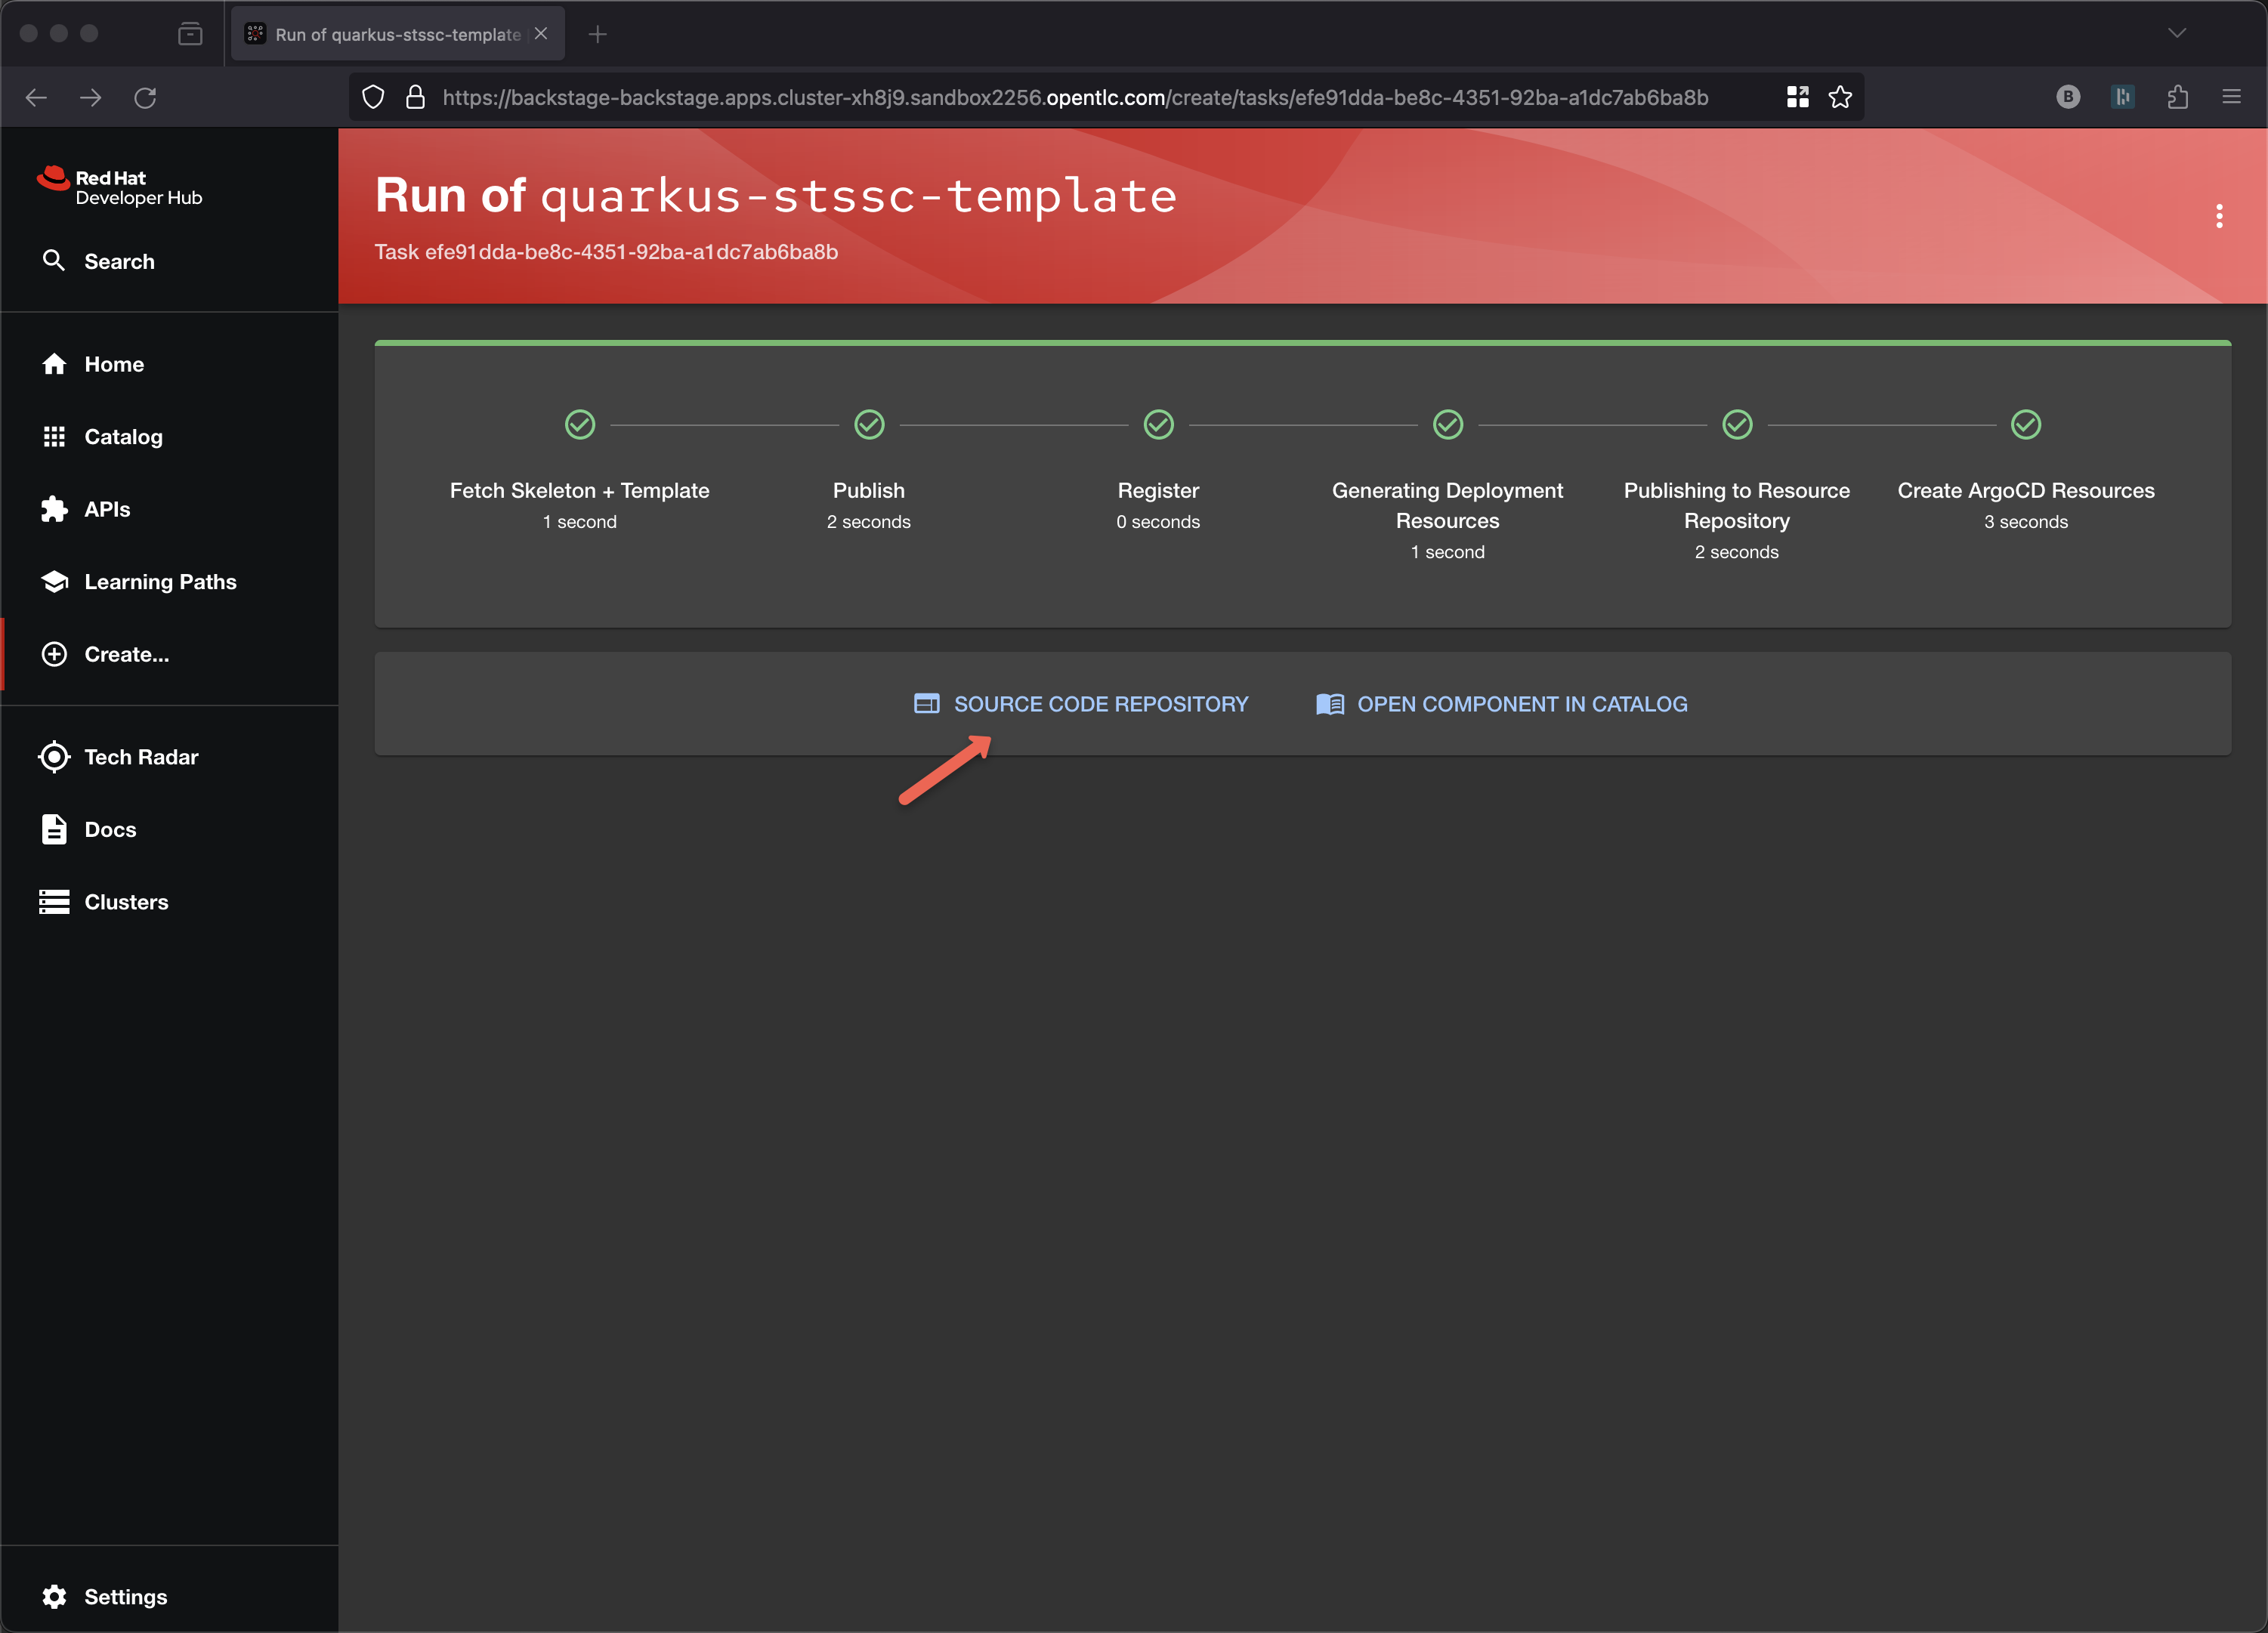 Run of quarkus-stssc-template
https://backstage-backstage.apps.cluster-xh8j9.sandbox2256.opentlc.com/create/tasks/efe91dda-be8c-4351-92ba-a1dc7ab6ba8b
B
Red Hat
Developer Hub
Search
Home
Catalog
APIs
Learning Paths
Create...
Tech Radar
Docs
Clusters
Settings
Run of quarkus-stssc-template
Task efe91dda-be8c-4351-92ba-a1dc7ab6ba8b
Fetch Skeleton + Template
1 second
Publish
2 seconds
Register
0 seconds
Generating Deployment
Resources
1 second
Publishing to Resource
Repository
2 seconds
Create ArgoCD Resources
3 seconds
SOURCE CODE REPOSITORY
OPEN COMPONENT IN CATALOG